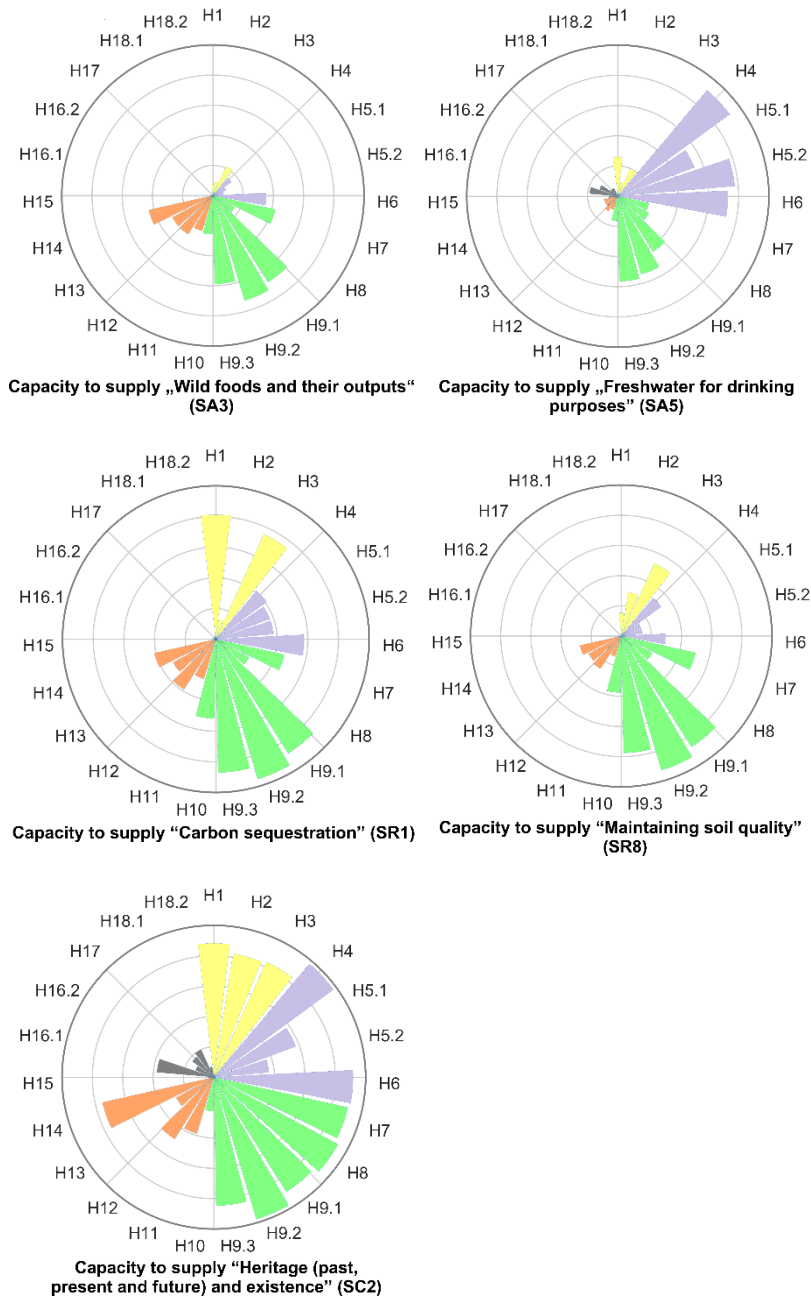 H1
H2
H3
H4
H5.1
H5.2
H6
H7
H8
H9.1
H9.2
H9.3
H10
H11
H12
H13
H14
H15
H16.1
H16.2
H17
H18.1
H18.2
Capacity to supply „Wild foods and their outputs“
(SA3)
H1
H2
H3
H4
H5.1
H5.2
H6
H7
H8
H9.1
H9.2
H9.3
H10
H11
H12
H13
H14
H15
H16.1
H16.2
H17
H18.1
H18.2
Capacity to supply „Freshwater for drinking
purposes” (SA5)
H1
H2
H3
H4
H5.1
H5.2
H6
H7
H8
H9.1
H9.2
H9.3
H10
H11
H12
H13
H14
H15
H16.1
H16.2
H17
H18.1
H18.2
Capacity to supply “Carbon sequestration” (SR1)
H1
H2
H3
H4
H5.1
H5.2
H6
H7
H8
H9.1
H9.2
H9.3
H10
H11
H12
H13
H14
H15
H16.1
H16.2
H17
H18.1
H18.2
Capacity to supply “Maintaining soil quality”
(SR8)
H1
H2
H3
H4
H5.1
H5.2
H6
H7
H8
H9.1
H9.2
H9.3
H10
H11
H12
H13
H14
H15
H16.1
H16.2
H17
H18.1
H18.2
Capacity to supply “Heritage (past,
present and future) and existence” (SC2)